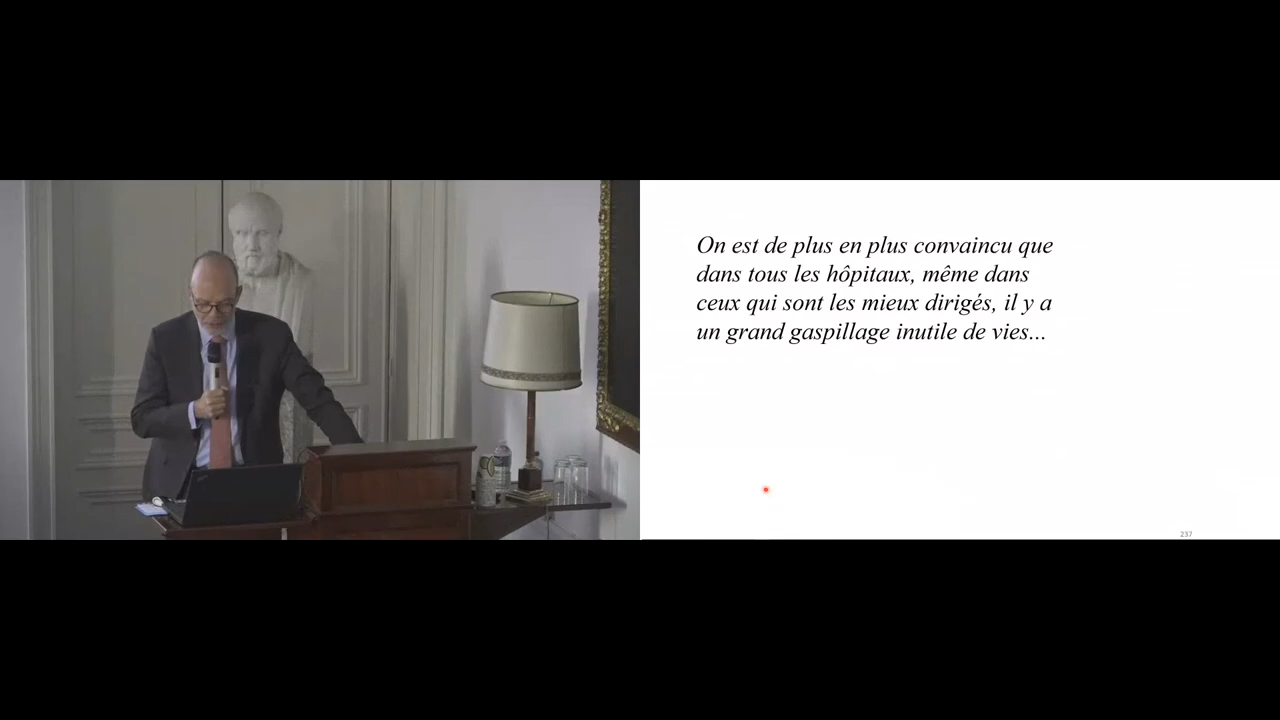 On est de plus en plus convaincu que
dans tous les hôpitaux, même dans
ceux qui sont les mieux dirigés, il y a
un grand gaspillage inutile de vies...
237